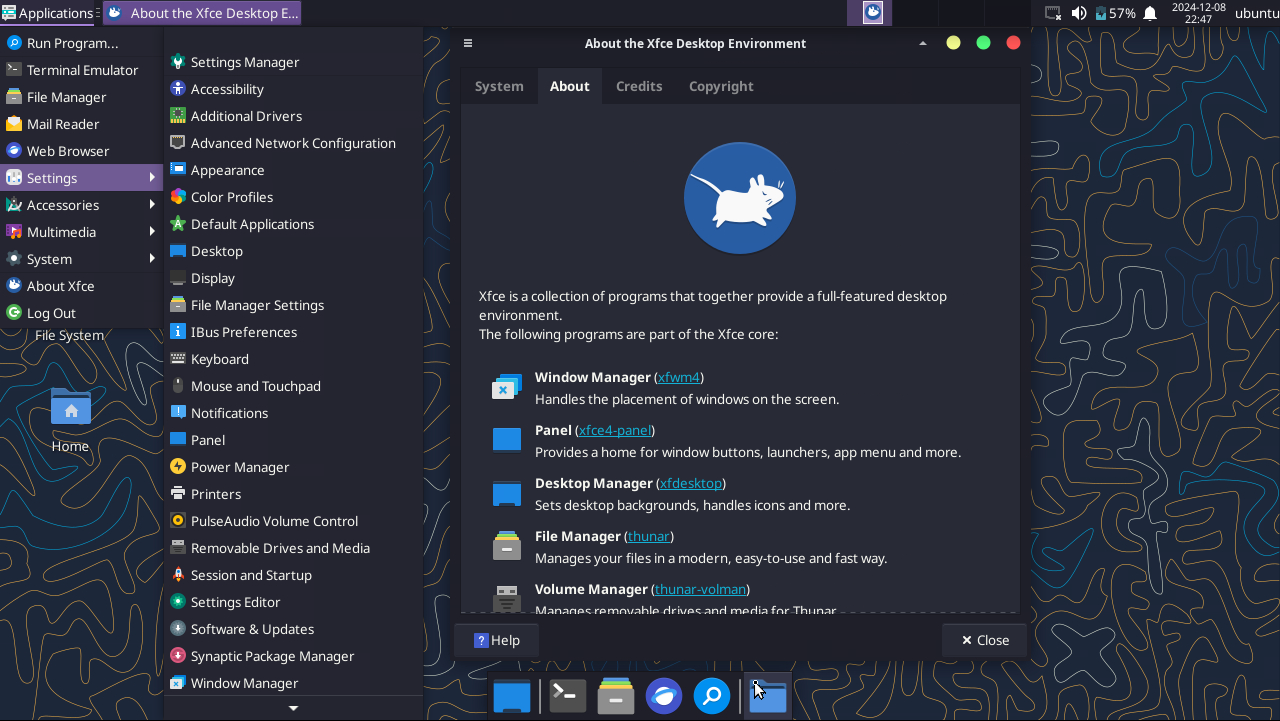 Applications
About the Xfce Desktop E...
57%
2024-12-08
22:47
ubuntu
Run Program...
Terminal Emulator
File Manager
Mail Reader
Web Browser
Settings
Accessories
Multimedia
System
About Xfce
Log Out
File System
Home
Settings Manager
Accessibility
Additional Drivers
Advanced Network Configuration
Appearance
Color Profiles
Default Applications
Desktop
Display
File Manager Settings
IBus Preferences
Keyboard
Mouse and Touchpad
Notifications
Panel
Power Manager
Printers
PulseAudio Volume Control
Removable Drives and Media
Session and Startup
Settings Editor
Software & Updates
Synaptic Package Manager
Window Manager
About the Xfce Desktop Environment
System About Credits Copyright
Xfce is a collection of programs that together provide a full-featured desktop
environment.
The following programs are part of the Xfce core:
Window Manager (xfwm4)
Handles the placement of windows on the screen.
Panel (xfce4-panel)
Provides a home for window buttons, launchers, app menu and more.
Desktop Manager (xfdesktop)
Sets desktop backgrounds, handles icons and more.
File Manager (thunar)
Manages your files in a modern, easy-to-use and fast way.
Volume Manager (thunar-volman)
Manages removable drives and media for Thunar
Help
Close